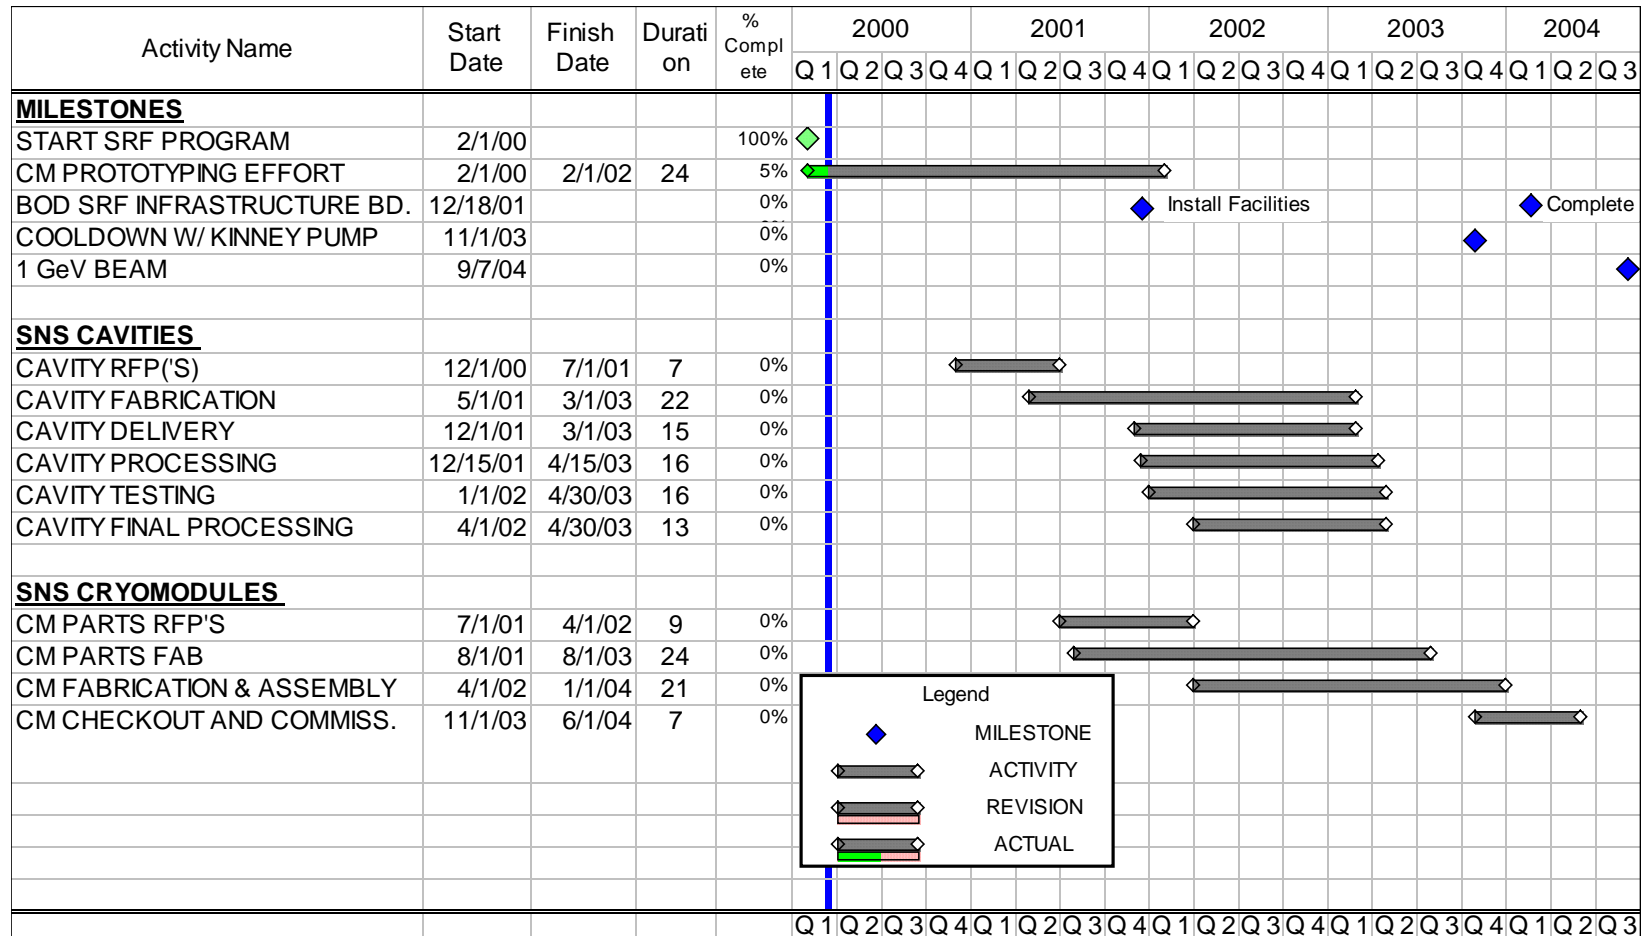 Activity Name Start Date Finish Date Durati on % Compl ete 2000 2001 2002 2003 2004
Q 1 Q 2 Q 3 Q 4 Q 1 Q 2 Q 3 Q 4 Q 1 Q 2 Q 3 Q 4 Q 1 Q 2 Q 3 Q 4 Q 1 Q 2 Q 3
MILESTONES
START SRF PROGRAM 2/1/00 100%
CM PROTOTYPING EFFORT 2/1/00 2/1/02 24 5%
BOD SRF INFRASTRUCTURE BD. 12/18/01 0% Install Facilities Complete
COOLDOWN W/ KINNEY PUMP 11/1/03 0%
1 GeV BEAM 9/7/04 0%
SNS CAVITIES
CAVITY RFP('S) 12/1/00 7/1/01 7 0%
CAVITY FABRICATION 5/1/01 3/1/03 22 0%
CAVITY DELIVERY 12/1/01 3/1/03 15 0%
CAVITY PROCESSING 12/15/01 4/15/03 16 0%
CAVITY TESTING 1/1/02 4/30/03 16 0%
CAVITY FINAL PROCESSING 4/1/02 4/30/03 13 0%
SNS CRYOMODULES
CM PARTS RFP'S 7/1/01 4/1/02 9 0%
CM PARTS FAB 8/1/01 8/1/03 24 0%
CM FABRICATION & ASSEMBLY 4/1/02 1/1/04 21 0%
CM CHECKOUT AND COMMISS. 11/1/03 6/1/04 7 0%
Legend
MILESTONE
ACTIVITY
REVISION
ACTUAL
Q 1 Q 2 Q 3 Q 4 Q 1 Q 2 Q 3 Q 4 Q 1 Q 2 Q 3 Q 4 Q 1 Q 2 Q 3 Q 4 Q 1 Q 2 Q 3